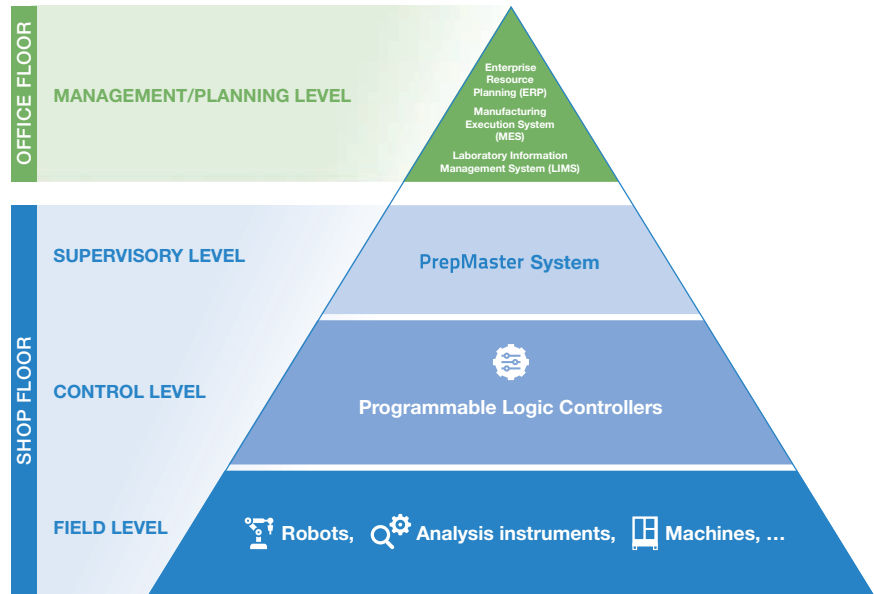 OFFICE FLOOR
MANAGEMENT/PLANNING LEVEL
Enterprise
Resource
Planning (ERP)
Manufacturing
Execution System
(MES)
Laboratory Information
Management System (LIMS)
SHOP FLOOR
SUPERVISORY LEVEL
PrepMaster System
CONTROL LEVEL
Programmable Logic Controllers
FIELD LEVEL
Robots, Analysis instruments, Machines, ...